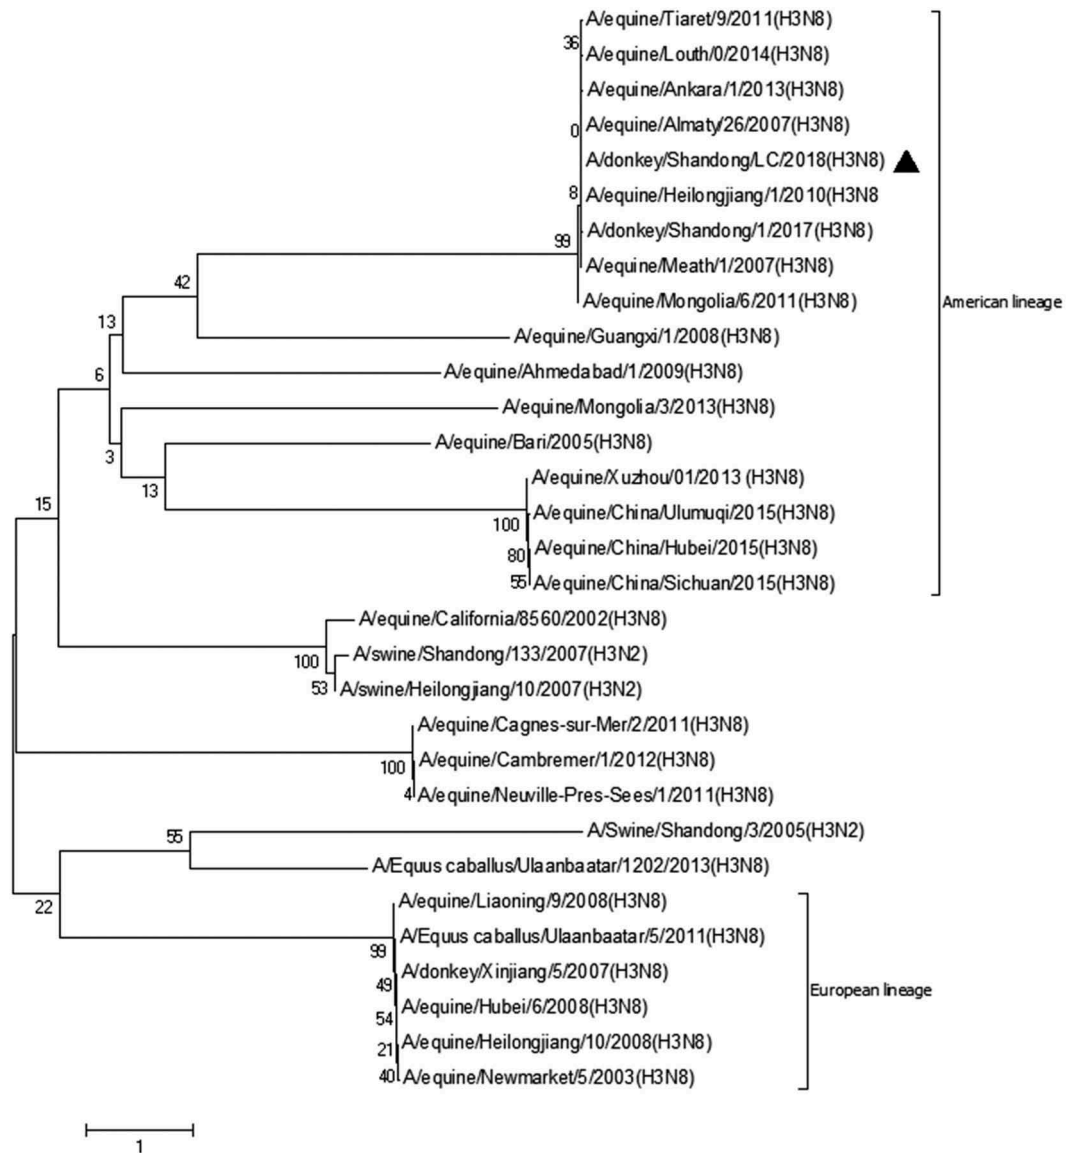 A/equine/Tiaret/9/2011(H3N8)
36
A/equine/Louth/0/2014(H3N8)
A/equine/Ankara/1/2013(H3N8)
A/equine/Almaty/26/2007(H3N8)
0
A/donkey/Shandong/LC/2018(H3N8)
8
A/equine/Heilongjiang/1/2010(H3N8
A/donkey/Shandong/1/2017(H3N8)
99
A/equine/Meath/1/2007(H3N8)
42
A/equine/Mongolia/6/2011(H3N8)
American lineage
13
A/equine/Guangxi/1/2008(H3N8)
6
A/equine/Ahmedabad/1/2009(H3N8)
A/equine/Mongolia/3/2013(H3N8)
3
A/equine/Bari/2005(H3N8)
13
A/equine/Xuzhou/01/2013 (H3N8)
15
A/equine/China/Ulumuqi/2015(H3N8)
100
A/equine/China/Hubei/2015(H3N8)
80
A/equine/China/Sichuan/2015(H3N8)
55
A/equine/California/8560/2002(H3N8)
A/swine/Shandong/133/2007(H3N2)
100
A/swine/Heilongjiang/10/2007(H3N2)
53
A/equine/Cagnes-sur-Mer/2/2011(H3N8)
A/equine/Cambremer/1/2012(H3N8)
100
A/equine/Neuville-Pres-Sees/1/2011(H3N8)
4
A/Swine/Shandong/3/2005(H3N2)
55
A/Equus caballus/Ulaanbaatar/1202/2013(H3N8)
22
A/equine/Liaoning/9/2008(H3N8)
A/Equus caballus/Ulaanbaatar/5/2011(H3N8)
99
A/donkey/Xinjiang/5/2007(H3N8)
49
European lineage
A/equine/Hubei/6/2008(H3N8)
54
A/equine/Heilongjiang/10/2008(H3N8)
21
A/equine/Newmarket/5/2003(H3N8)
40
1